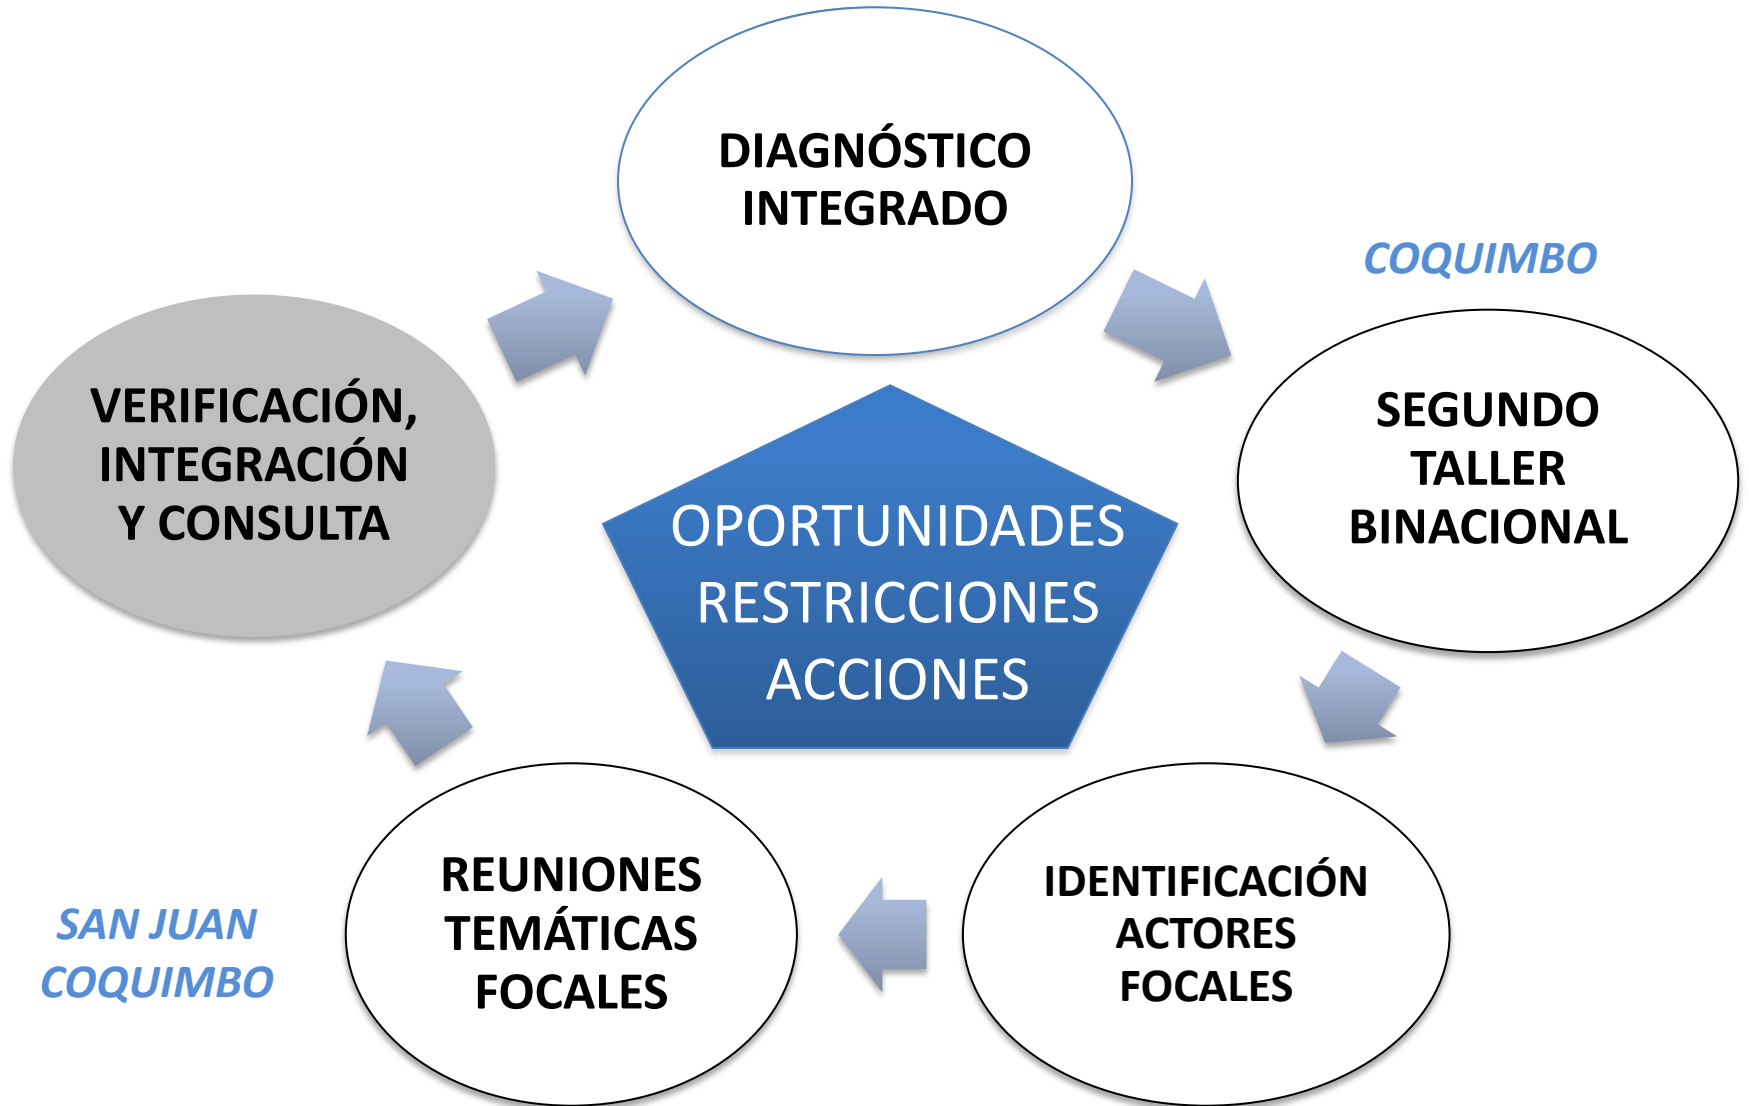 DIAGNÓSTICO
INTEGRADO
COQUIMBO
SEGUNDO
TALLER
BINACIONAL
IDENTIFICACIÓN
ACTORES
FOCALES
REUNIONES
TEMÁTICAS
FOCALES
SAN JUAN
COQUIMBO
VERIFICACIÓN,
INTEGRACIÓN
Y CONSULTA
OPORTUNIDADES
RESTRICCIONES
ACCIONES